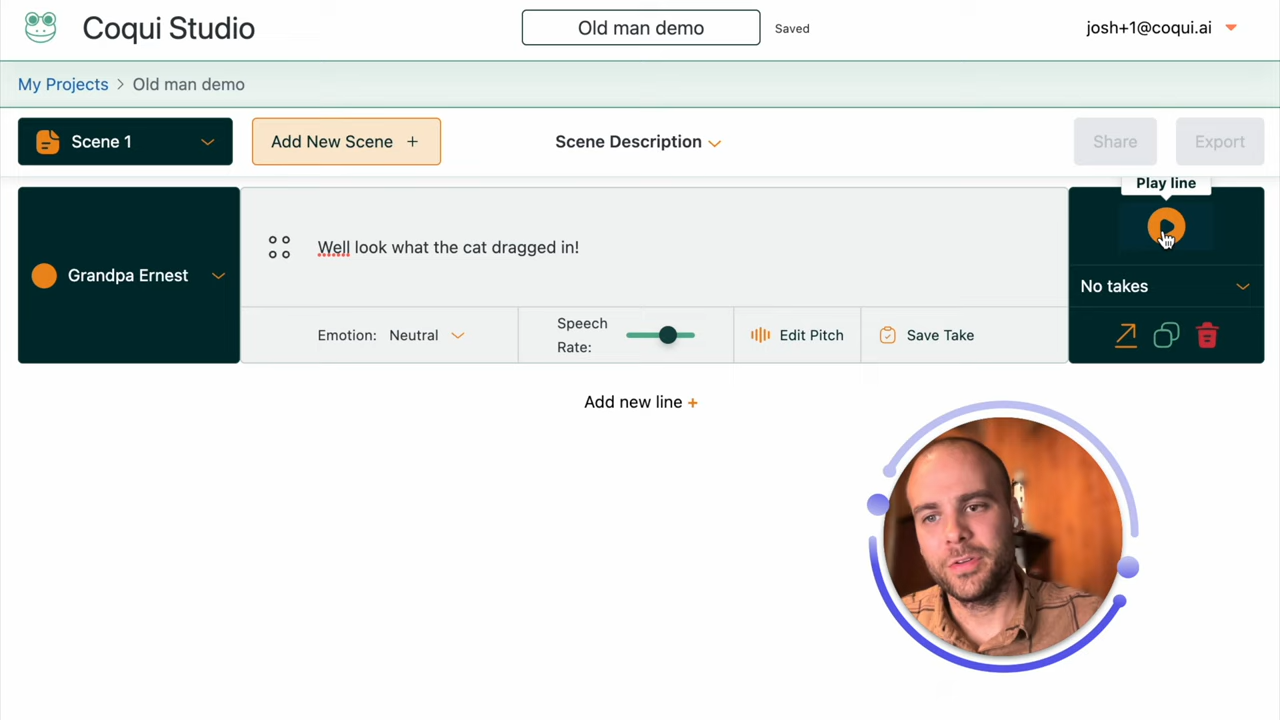 Coqui Studio
Old man demo
Saved
josh+1@coqui.ai
My Projects > Old man demo
Scene 1
Add New Scene +
Scene Description
Share
Export
Play line
Grandpa Ernest
Well look what the cat dragged in!
No takes
Emotion: Neutral
Speech
Rate:
Edit Pitch
Save Take
Add new line +